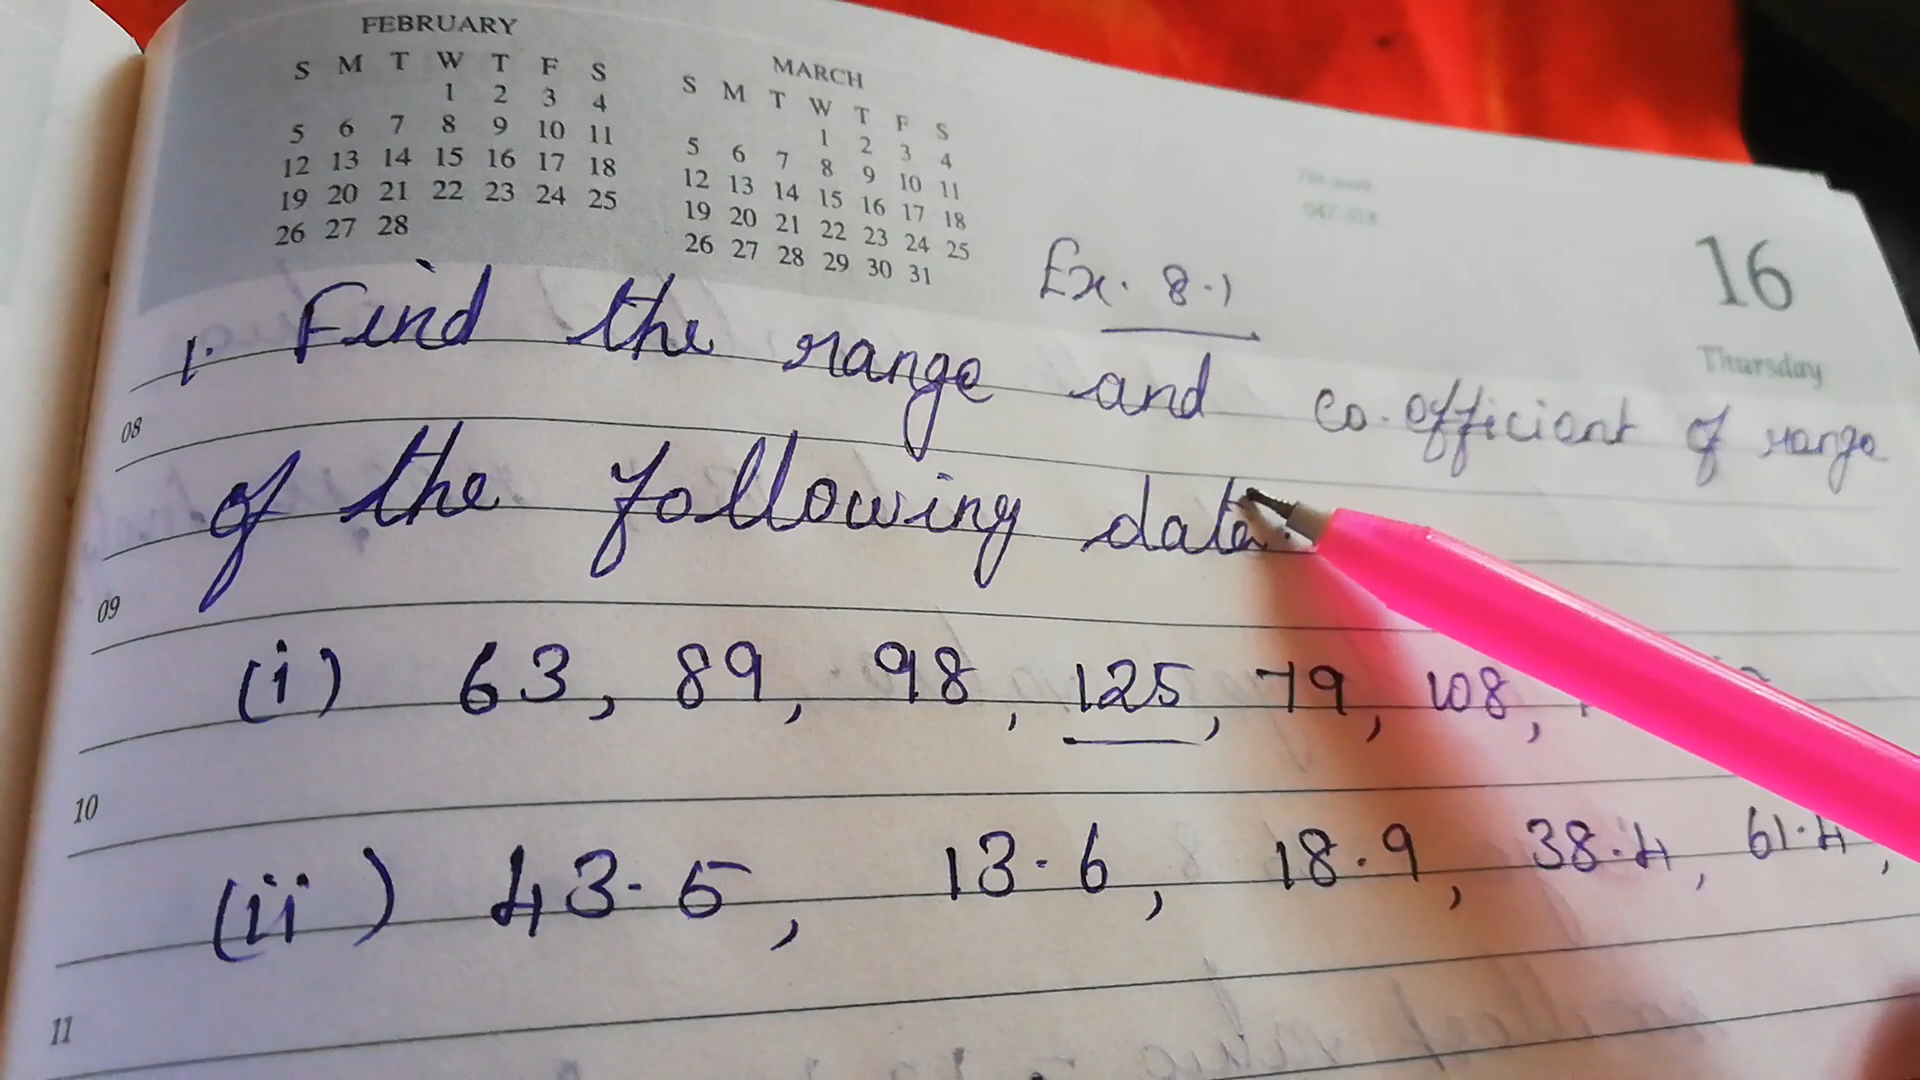 FEBRUARY
S M T W T F S
1 2 3 4
5 6 7 8 9 10 11
12 13 14 15 16 17 18
19 20 21 22 23 24 25
26 27 28
MARCH
S M T W T F S
1 2 3 4
5 6 7 8 9 10 11
12 13 14 15 16 17 18
19 20 21 22 23 24 25
26 27 28 29 30 31
16
Thursday
Ex. 8.1
1. Find the range and co.officient of range
08
of the following data.
09
(i) 63, 89, 98, 125, 79, 108,
10
(ii) 43.5, 13.6, 18.9, 38.4, 61.4,
11